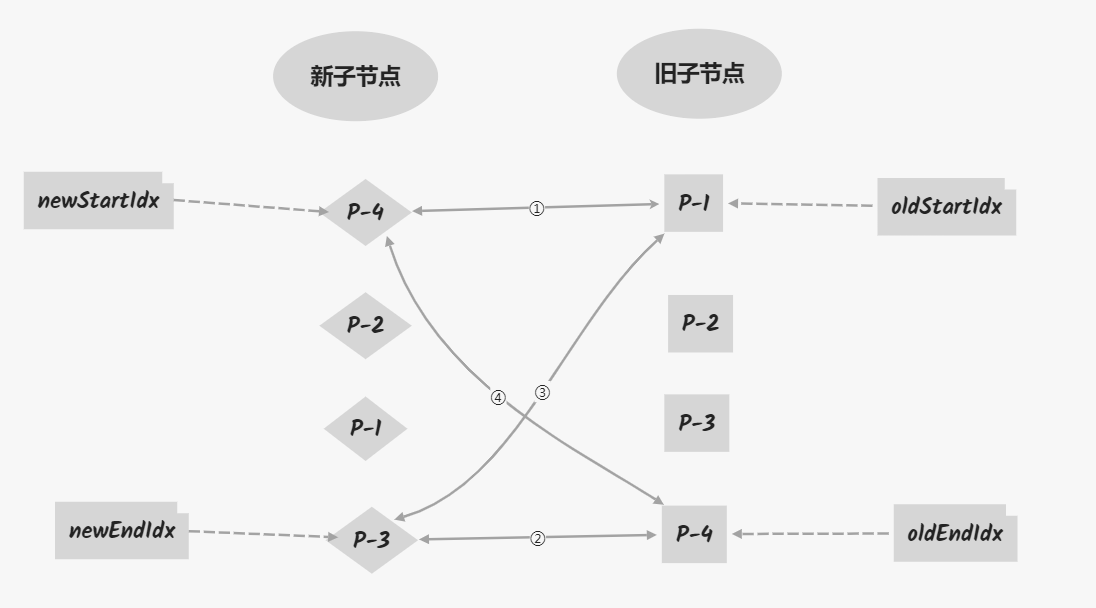 新子节点
旧子节点
newStartIdx
P-4
①
P-1
oldStartIdx
P-2
P-2
④
③
P-1
P-3
newEndIdx
P-3
②
P-4
oldEndIdx